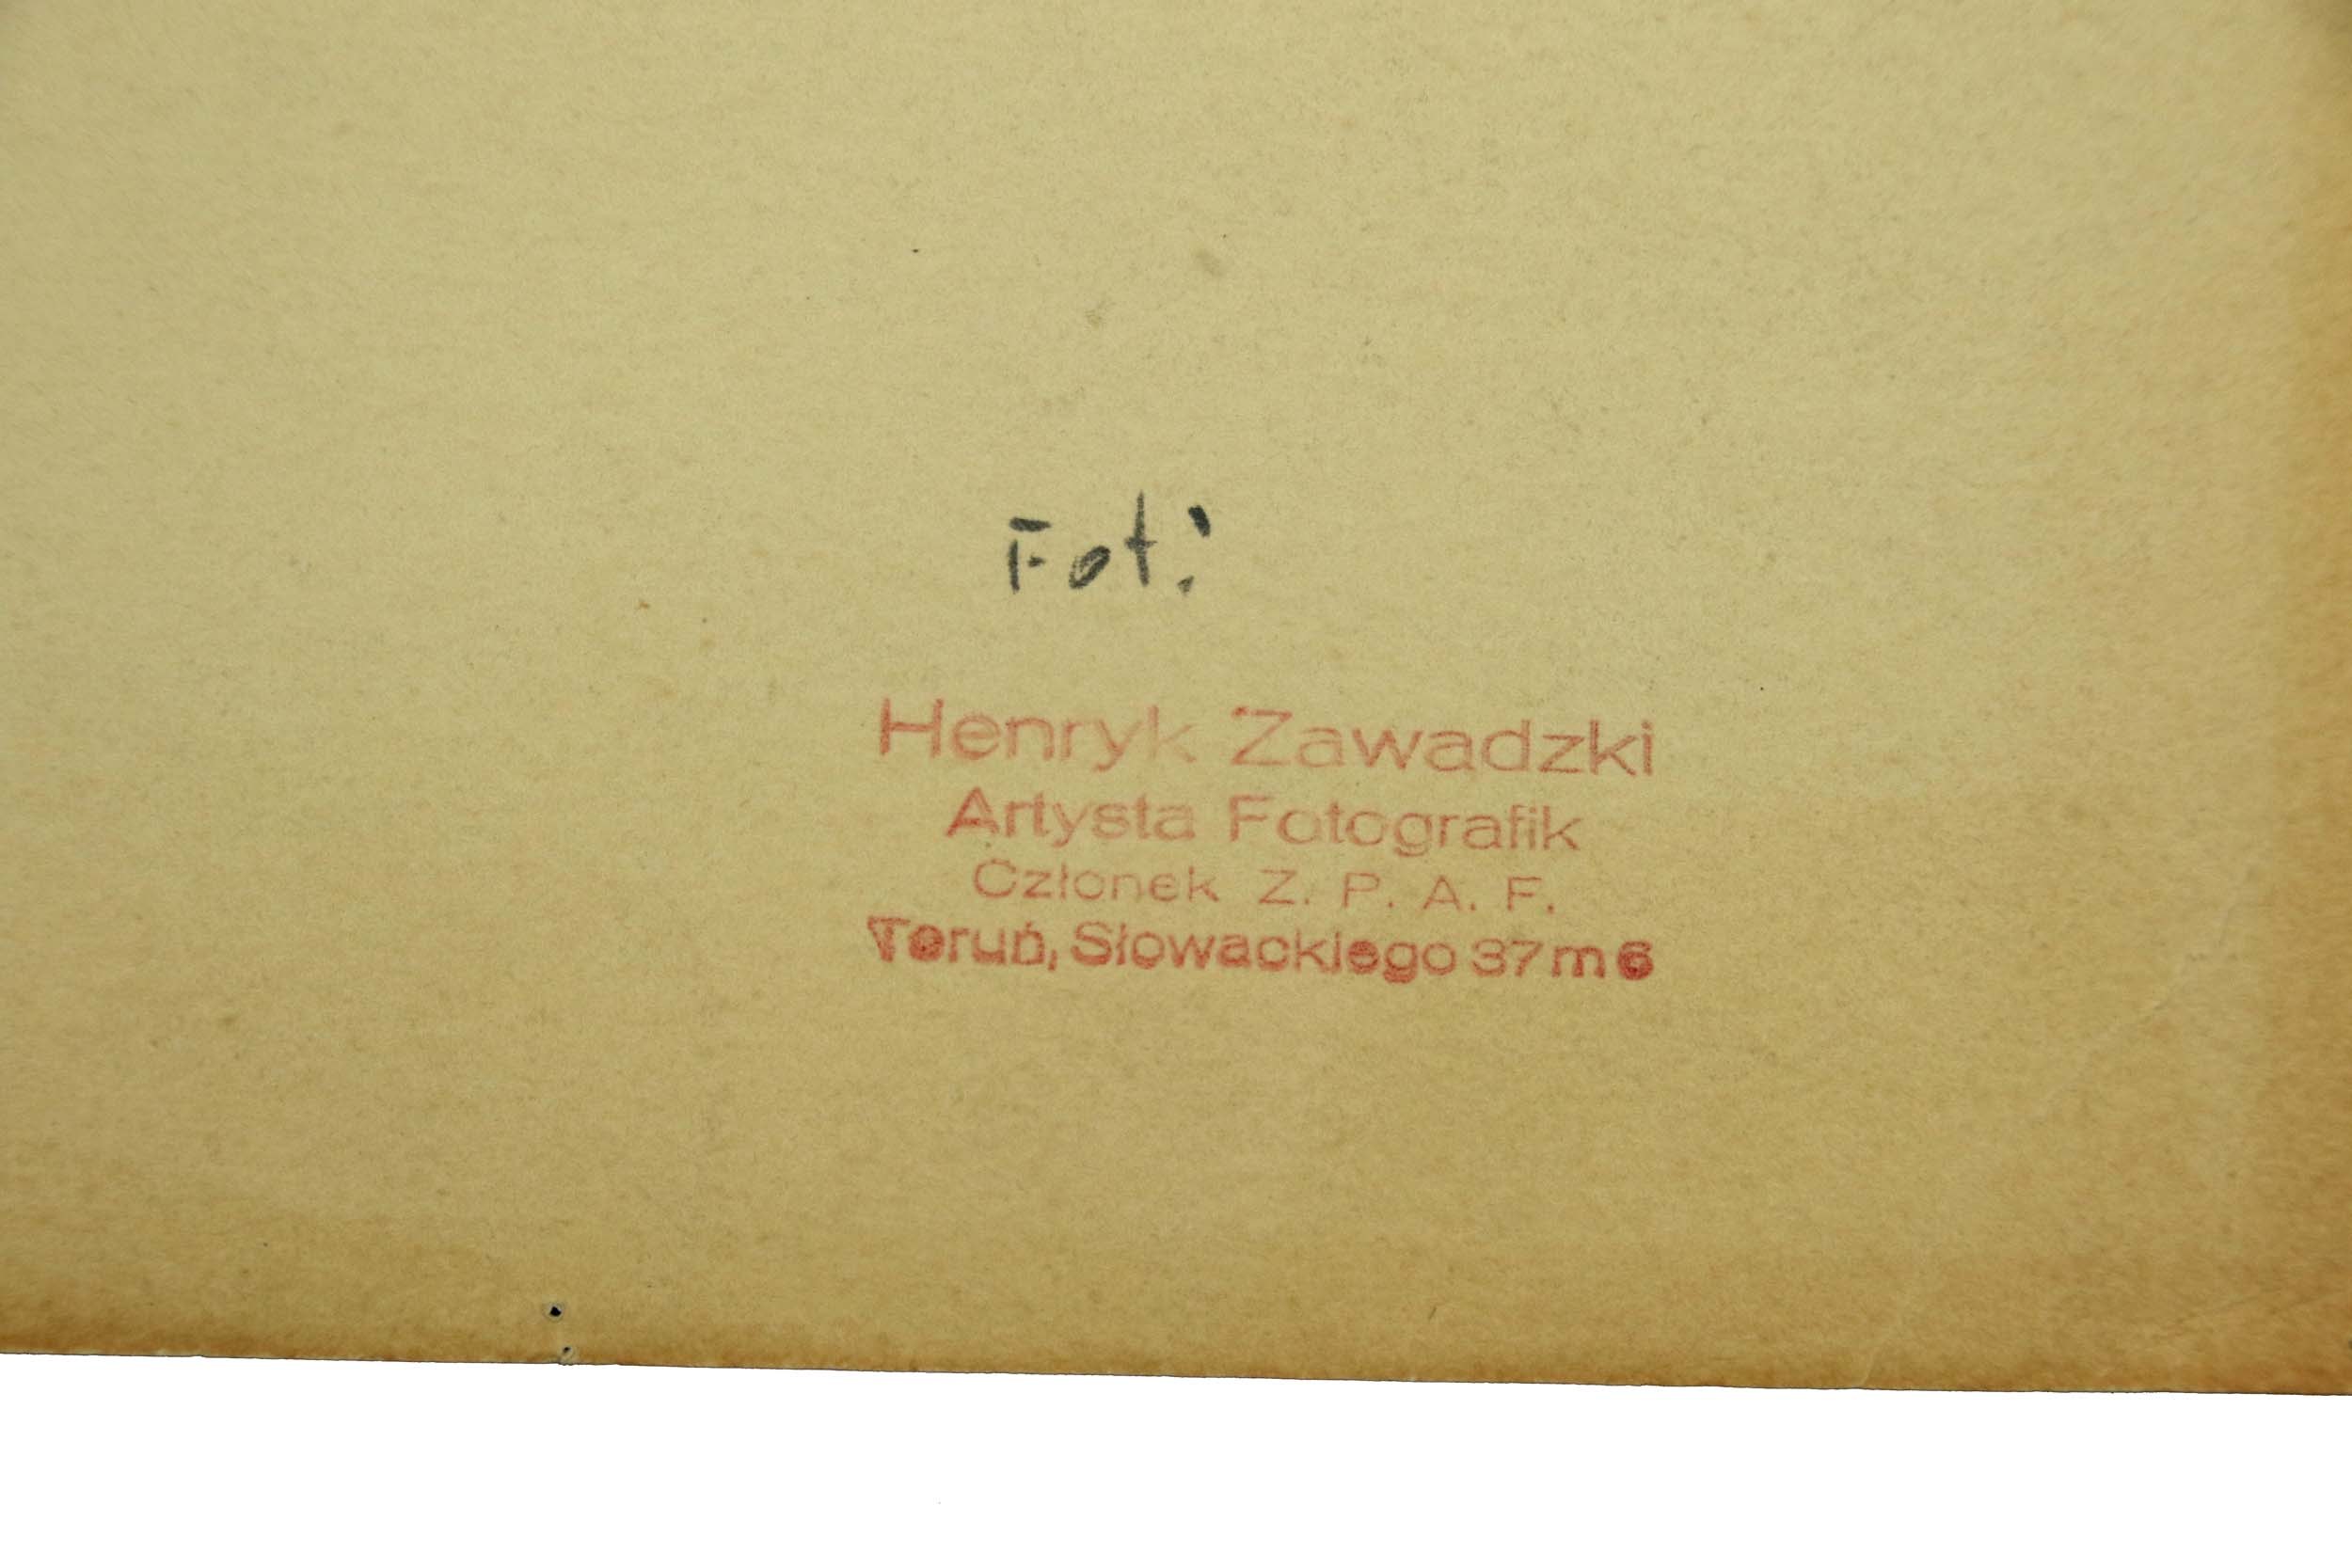 Fot:
Henryk Zawadzki
Artysta Fotografik
Członek Z. P. A. F.
Toruń, Słowackiego 37 m 6